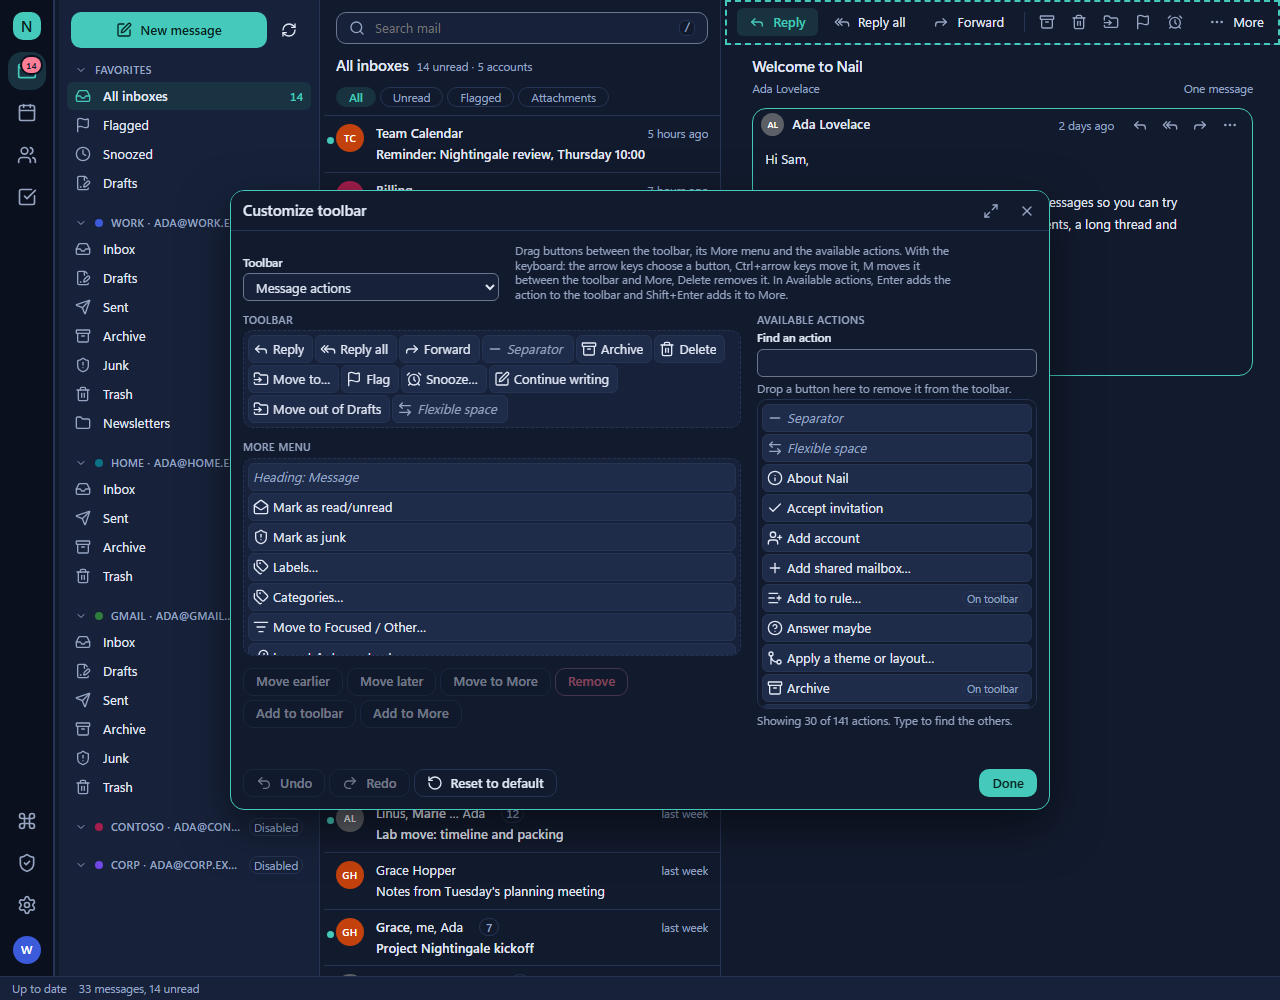 N
New message
Search mail
/
Reply
Reply all
Forward
More
14
FAVORITES
All inboxes
14
Flagged
Snoozed
Drafts
WORK · ADA@WORK.E
Inbox
Drafts
Sent
Archive
Junk
Trash
Newsletters
HOME · ADA@HOME.E
Inbox
Sent
Archive
Trash
GMAIL · ADA@GMAIL...
Inbox
Drafts
Sent
Archive
Junk
Trash
CONTOSO · ADA@CON...
Disabled
CORP · ADA@CORP.EX...
Disabled
W
All inboxes
14 unread · 5 accounts
All
Unread
Flagged
Attachments
TC
Team Calendar
5 hours ago
Reminder: Nightingale review, Thursday 10:00
Billing
7 hours ago
AL
Linus, Marie ... Ada
12
last week
Lab move: timeline and packing
GH
Grace Hopper
last week
Notes from Tuesday's planning meeting
GH
Grace, me, Ada
7
last week
Project Nightingale kickoff
Welcome to Nail
Ada Lovelace
One message
AL
Ada Lovelace
2 days ago
Hi Sam,
essages so you can try
nts, a long thread and
Customize toolbar
Toolbar
Message actions
Drag buttons between the toolbar, its More menu and the available actions. With the
keyboard: the arrow keys choose a button, Ctrl+arrow keys move it, M moves it
between the toolbar and More, Delete removes it. In Available actions, Enter adds the
action to the toolbar and Shift+Enter adds it to More.
TOOLBAR
Reply
Reply all
Forward
Separator
Archive
Delete
Move to...
Flag
Snooze...
Continue writing
Move out of Drafts
Flexible space
MORE MENU
Heading: Message
Mark as read/unread
Mark as junk
Labels...
Categories...
Move to Focused / Other...
Move earlier
Move later
Move to More
Remove
Add to toolbar
Add to More
AVAILABLE ACTIONS
Find an action
Drop a button here to remove it from the toolbar.
Separator
Flexible space
About Nail
Accept invitation
Add account
Add shared mailbox...
Add to rule...
On toolbar
Answer maybe
Apply a theme or layout...
Archive
On toolbar
Showing 30 of 141 actions. Type to find the others.
Undo
Redo
Reset to default
Done
Up to date
33 messages, 14 unread